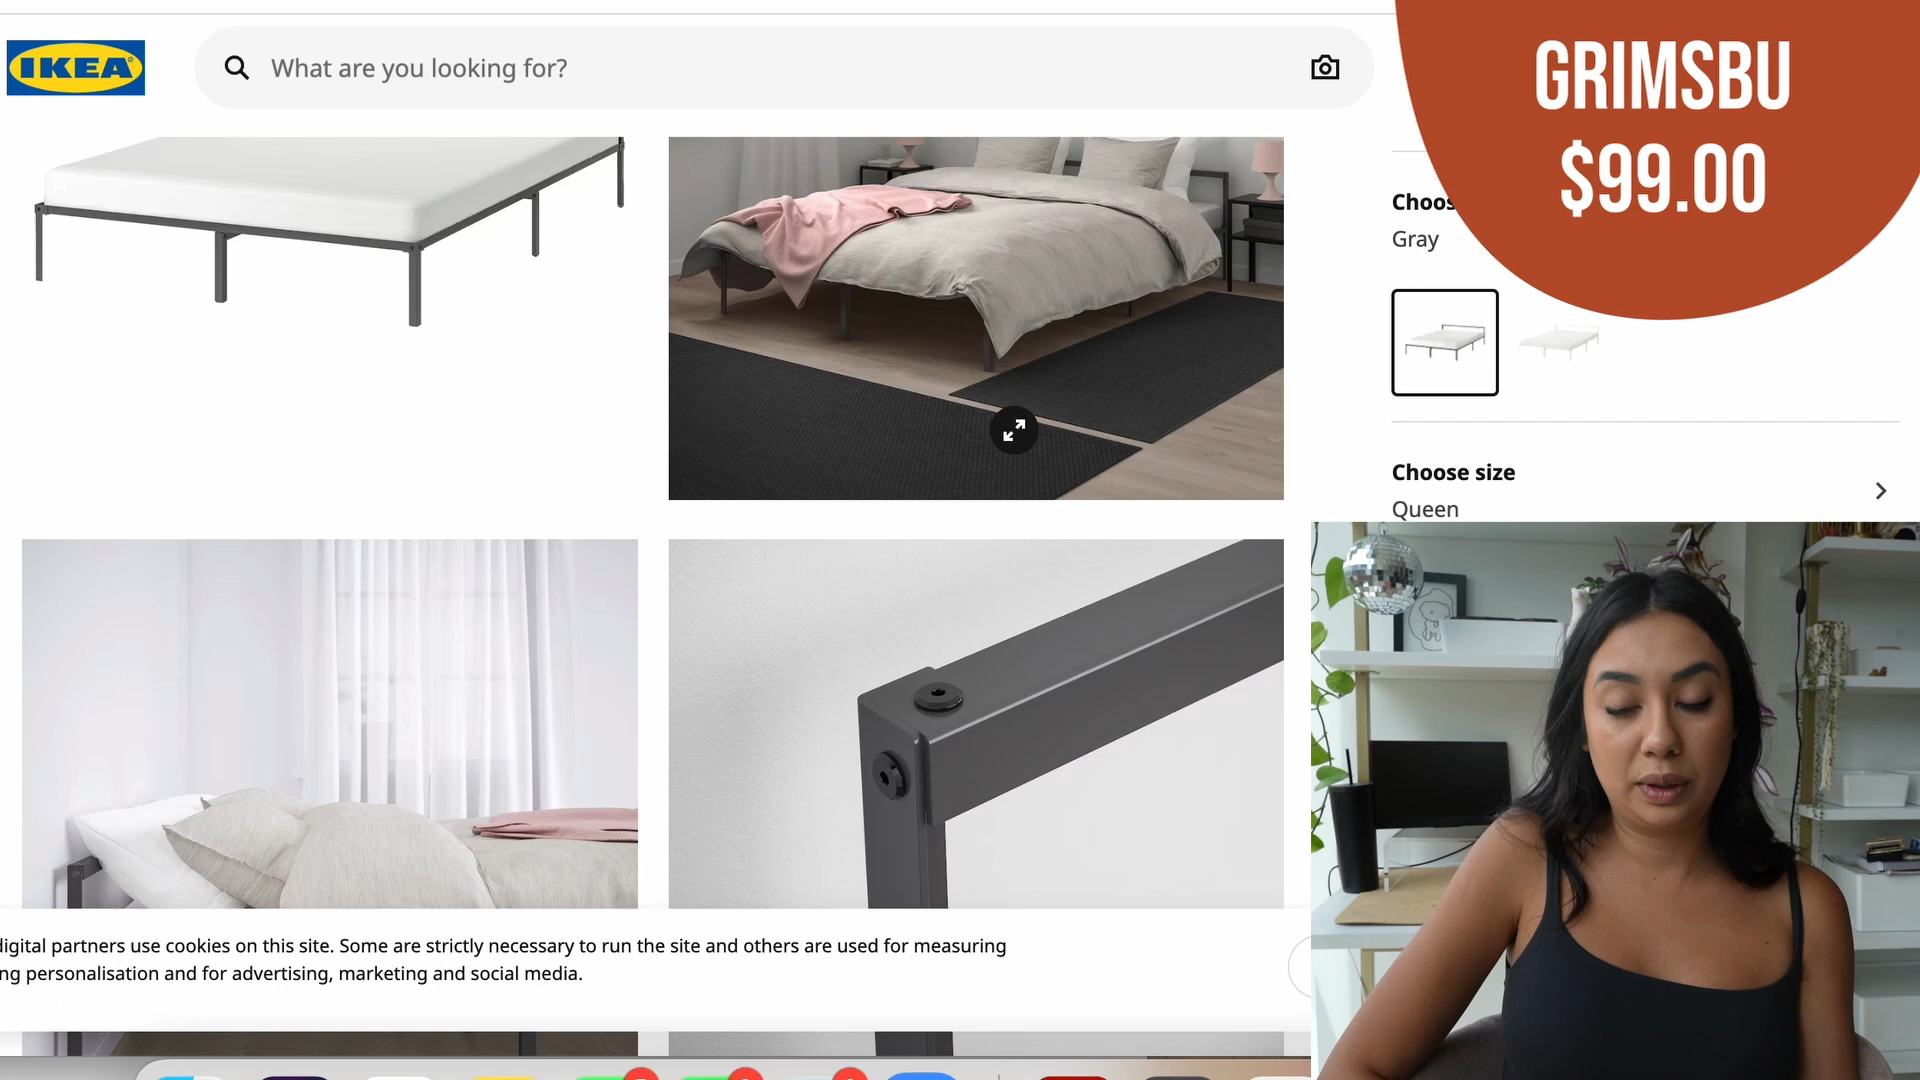 IKEA
What are you looking for?
GRIMSBU
$99.00
Choos
Gray
Choose size
Queen
digital partners use cookies on this site. Some are strictly necessary to run the site and others are used for measuring
ng personalisation and for advertising, marketing and social media.